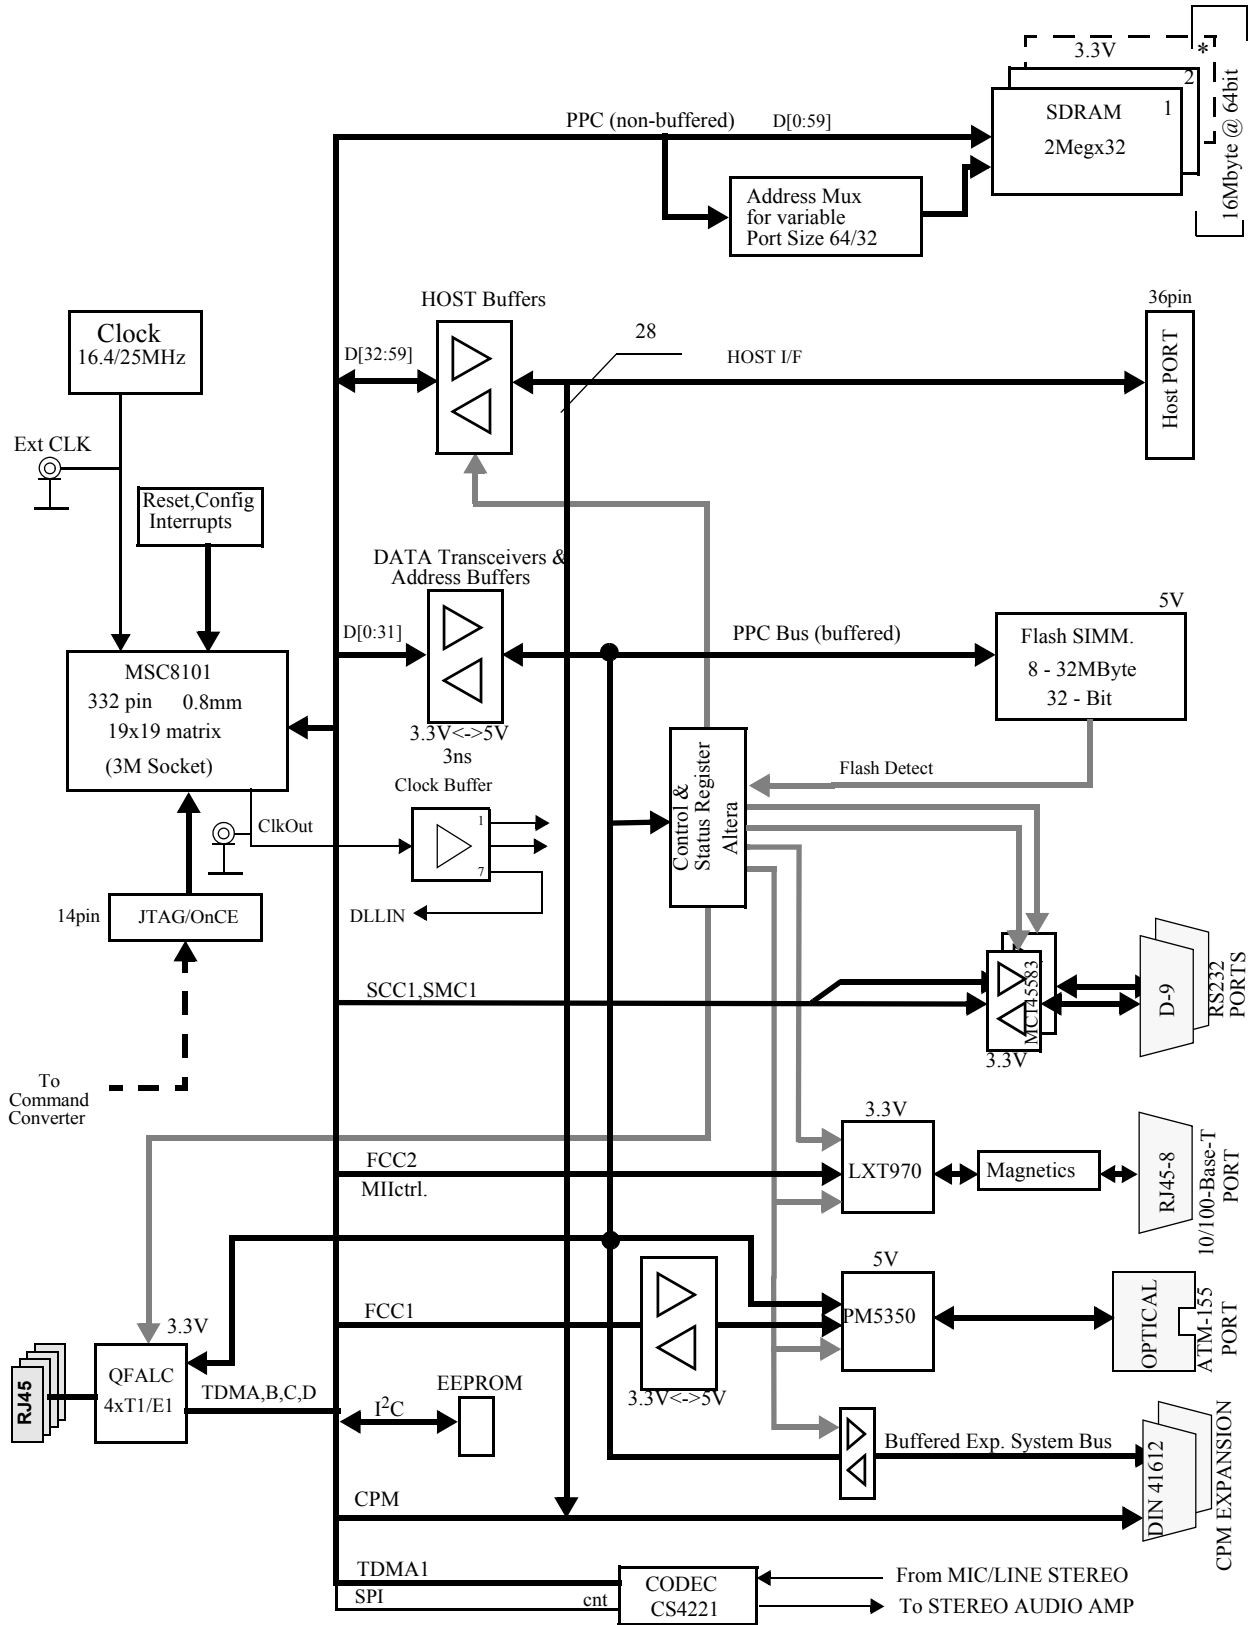 3.3V
*
2
1
SDRAM
2Megx32
16Mbyte @ 64bit
PPC (non-buffered)
D[0:59]
Address Mux
for variable
Port Size 64/32
HOST Buffers
36pin
28
Clock
16.4/25MHz
D[32:59]
HOST I/F
Host PORT
Ext CLK
Reset,Config
Interrupts
DATA Transceivers &
Address Buffers
5V
D[0:31]
PPC Bus (buffered)
Flash SIMM.
8 - 32MByte
32 - Bit
MSC8101
332 pin 0.8mm
19x19 matrix
(3M Socket)
3.3V<->5V
3ns
Control &
Status Register
Altera
Flash Detect
Clock Buffer
1
7
ClkOut
14pin
JTAG/OnCE
DLLIN
SCC1,SMC1
MC145583
3.3V
D-9
RS232
PORTS
To
Command
Converter
3.3V
FCC2
MIIctrl.
LXT970
Magnetics
RJ45-8
10/100-Base-T
PORT
5V
FCC1
PM5350
OPTICAL
ATM-155
PORT
3.3V
QFALC
4xT1/E1
RJ45
TDMA,B,C,D
EEPROM
I2C
3.3V<->5V
Buffered Exp. System Bus
CPM
DIN 41612
CPM EXPANSION
TDMA1
SPI
cnt
CODEC
CS4221
From MIC/LINE STEREO
To STEREO AUDIO AMP